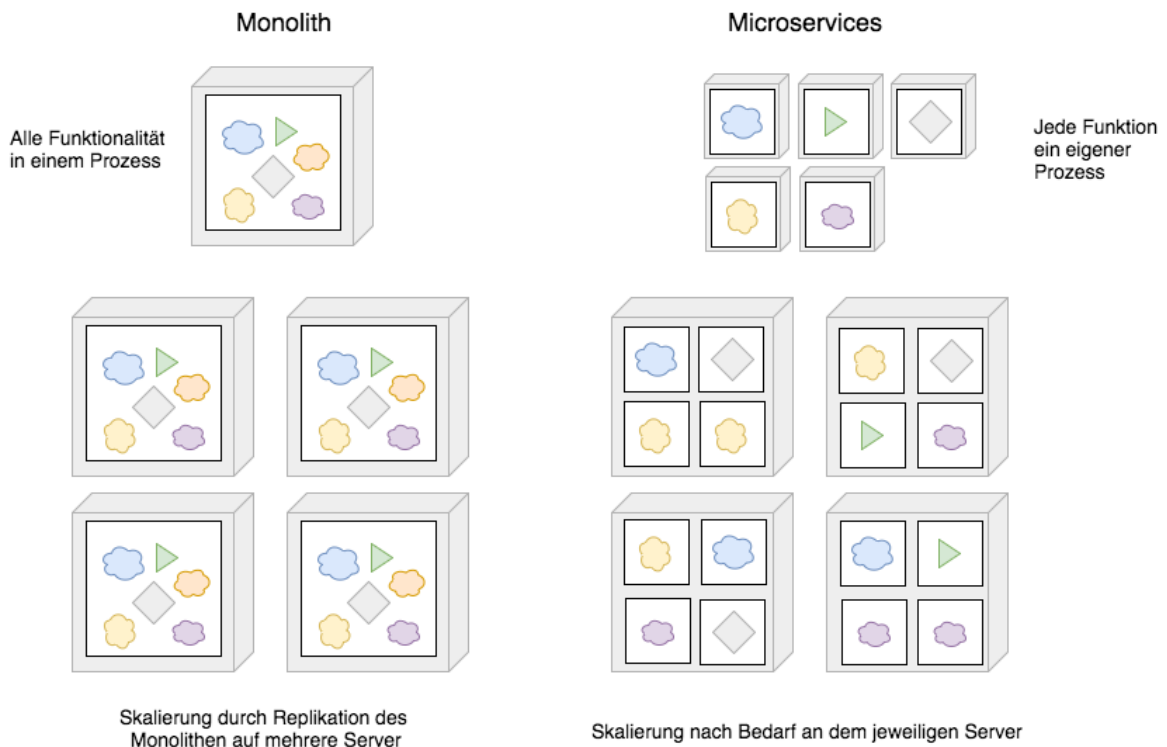 Monolith
Microservices
Alle Funktionalität
in einem Prozess
Jede Funktion
ein eigener
Prozess
Skalierung durch Replikation des
Monolithen auf mehrere Server
Skalierung nach Bedarf an dem jeweiligen Server